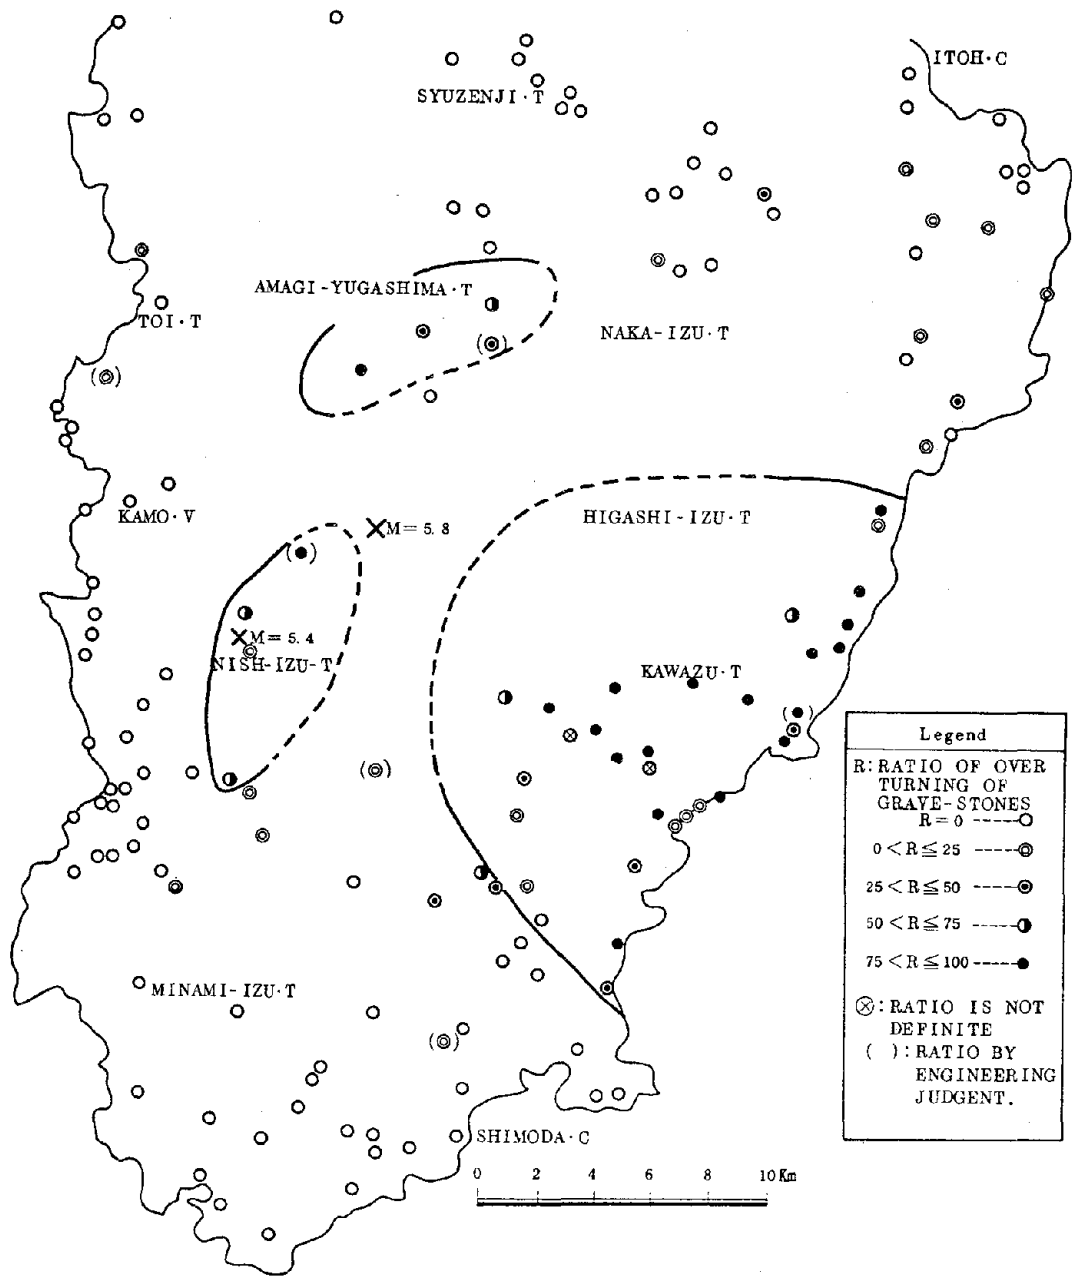 ITOH·C
SYUZENJI·T
AMAGI-YUGASHIMA·T
TOI·T
NAKA-IZU·T
KAMO·V
HIGASHI-IZU·T
M=5.8
M=5.4
NISH-IZU-T
KAWAZU·T
MINAMI-IZU·T
SHIMODA·C
0 2 4 6 8 10 Km
Legend
R:RATIO OF OVER
TURNING OF
GRAVE-STONES
R=0
0<R≦25
25<R≦50
50<R≦75
75<R≦100
⊗:RATIO IS NOT
DEFINITE
( ):RATIO BY
ENGINEERING
JUDGENT.